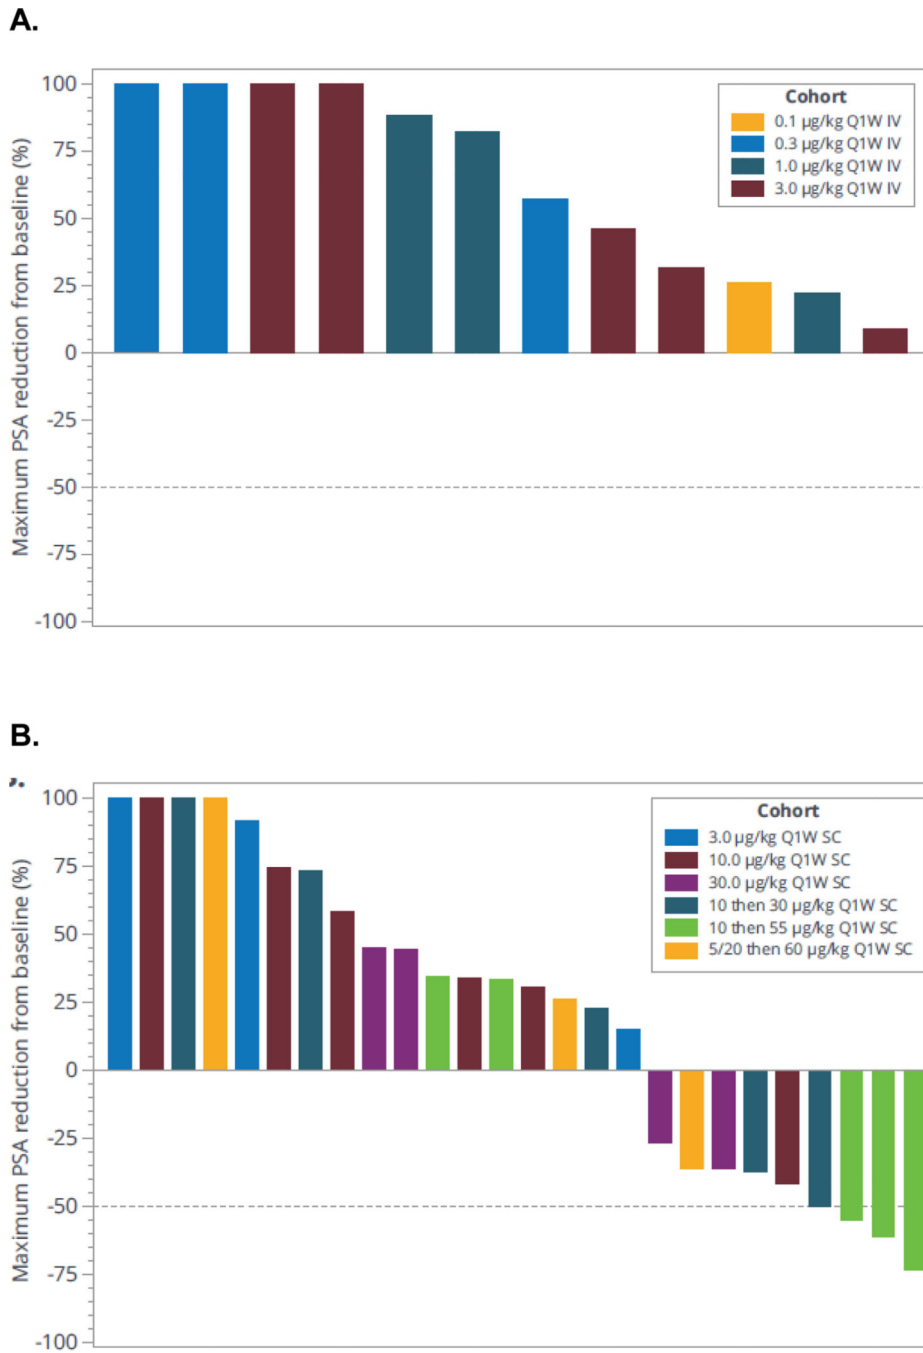 A.
Maximum PSA reduction from baseline (%)
100
75
50
25
0
-25
-50
-75
-100
Cohort
0.1 µg/kg Q1W IV
0.3 µg/kg Q1W IV
1.0 µg/kg Q1W IV
3.0 µg/kg Q1W IV
B.
Maximum PSA reduction from baseline (%)
100
75
50
25
0
-25
-50
-75
-100
Cohort
3.0 µg/kg Q1W SC
10.0 µg/kg Q1W SC
30.0 µg/kg Q1W SC
10 then 30 µg/kg Q1W SC
10 then 55 µg/kg Q1W SC
5/20 then 60 µg/kg Q1W SC